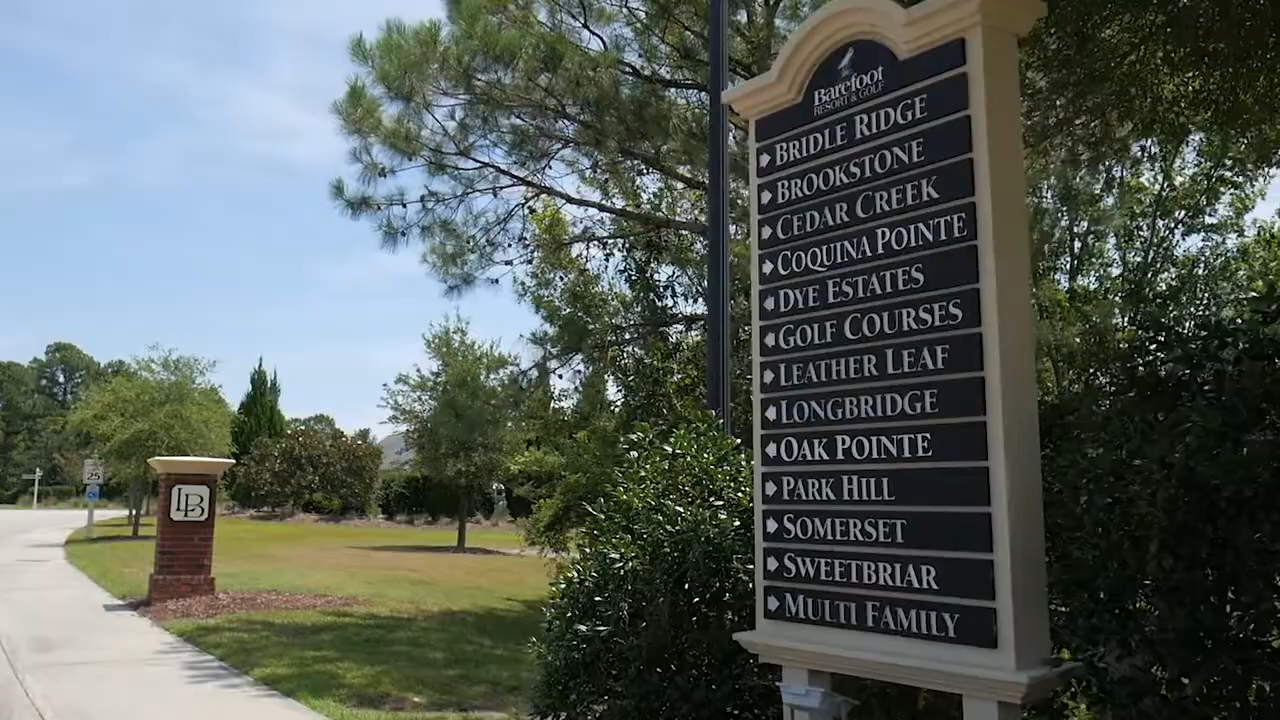 Barefoot
RESORT & GOLF
BRIDLE RIDGE
BROOKSTONE
CEDAR CREEK
COQUINA POINTE
DYE ESTATES
GOLF COURSES
LEATHER LEAF
LONGBRIDGE
OAK POINTE
PARK HILL
SOMERSET
SWEETBRIAR
MULTI FAMILY
LB
25